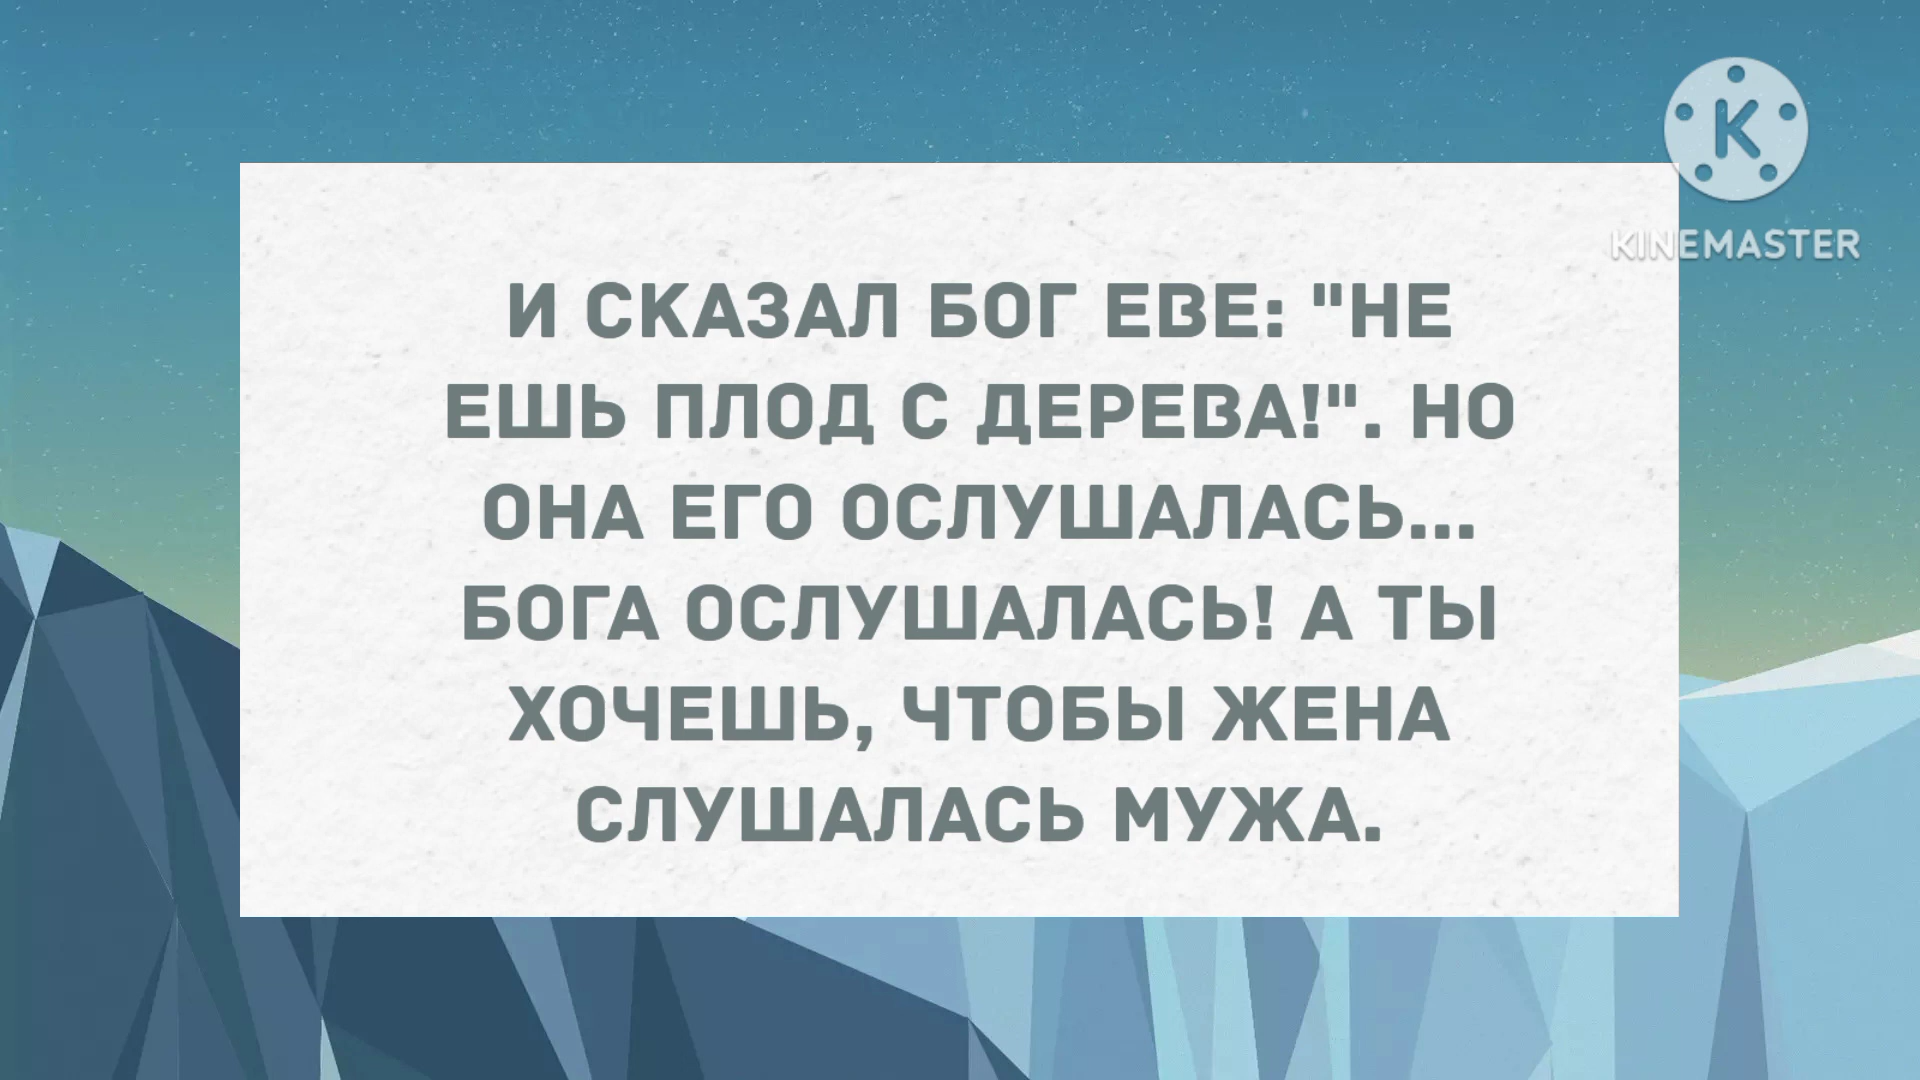 K
KINEMASTER
И СКАЗАЛ БОГ ЕВЕ: "НЕ
ЕШЬ ПЛОД С ДЕРЕВА!". НО
ОНА ЕГО ОСЛУШАЛАСЬ...
БОГА ОСЛУШАЛАСЬ! А ТЫ
ХОЧЕШЬ, ЧТОБЫ ЖЕНА
СЛУШАЛАСЬ МУЖА.